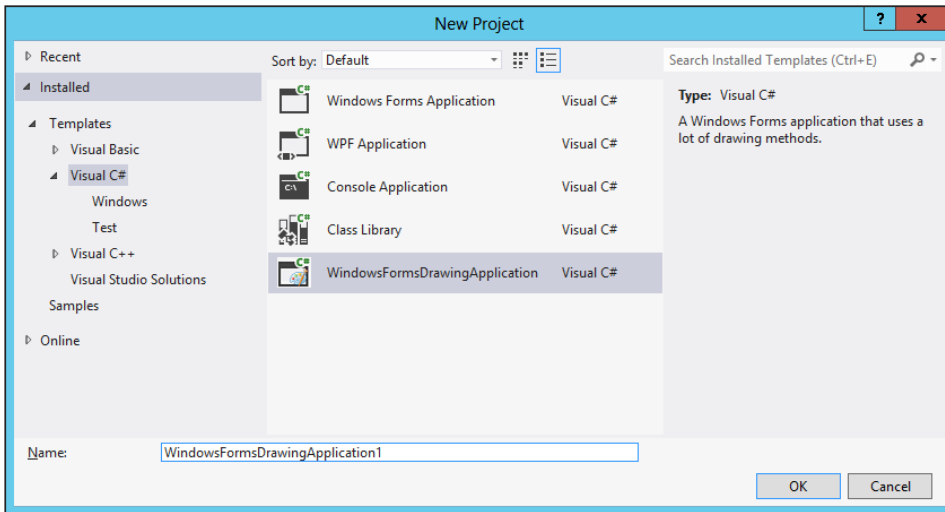 New Project
?
x
Recent
Installed
Templates
Visual Basic
Visual C#
Windows
Test
Visual C++
Visual Studio Solutions
Samples
Online
Sort by: Default
C# Windows Forms Application Visual C#
C# WPF Application Visual C#
C# C:\ Console Application Visual C#
C# Class Library Visual C#
C# WindowsFormsDrawingApplication Visual C#
Search Installed Templates (Ctrl+E)
Type: Visual C#
A Windows Forms application that uses a
lot of drawing methods.
Name: WindowsFormsDrawingApplication1
OK Cancel